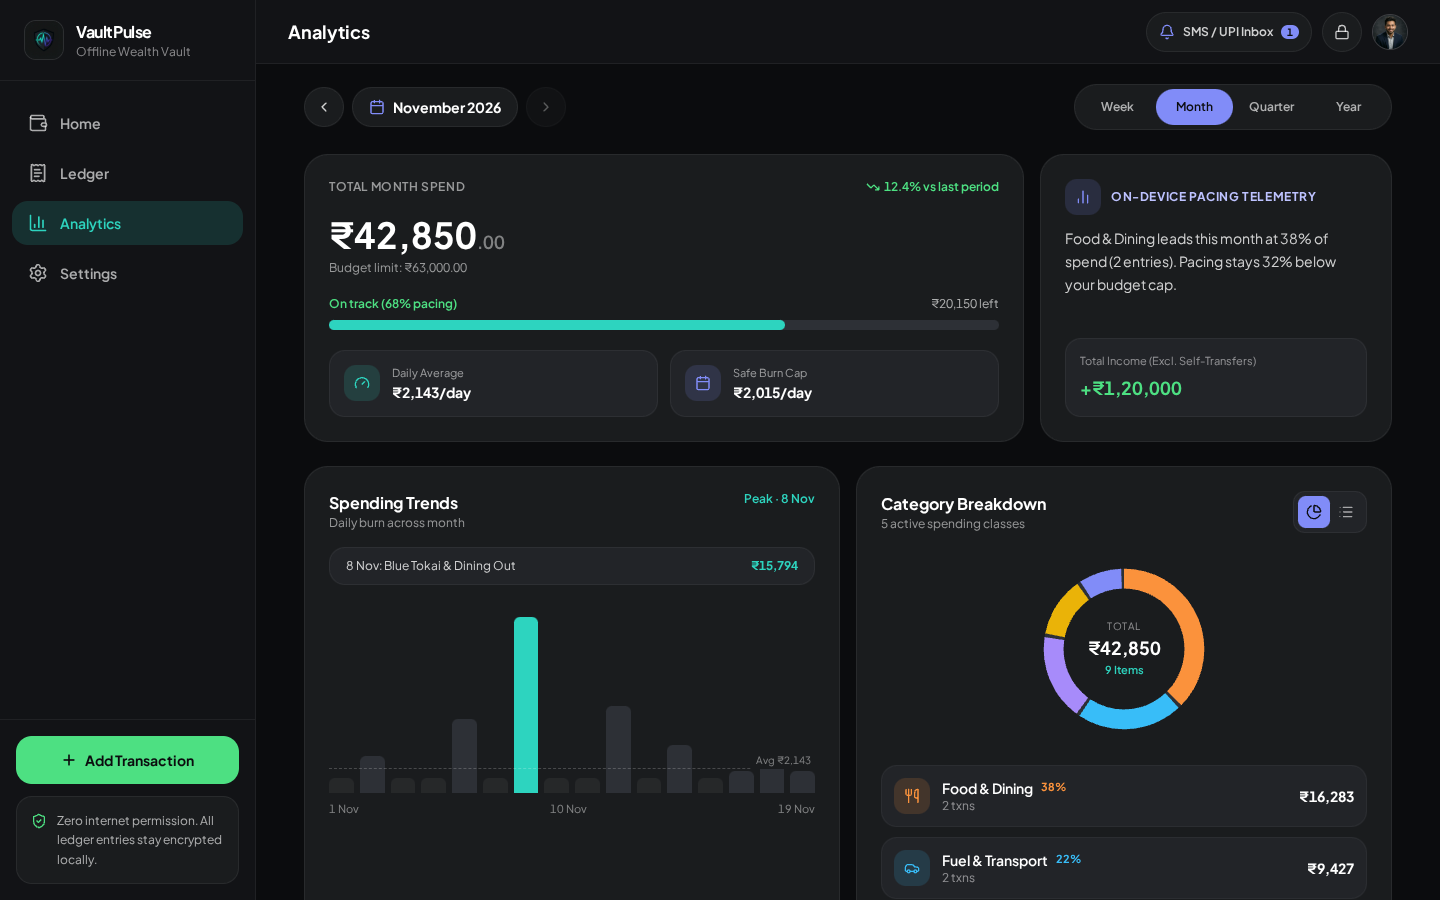 VaultPulse
Offline Wealth Vault
Home
Ledger
Analytics
Settings
Add Transaction
Zero internet permission. All
ledger entries stay encrypted
locally.
Analytics
SMS / UPI Inbox 1
November 2026
Week Month Quarter Year
TOTAL MONTH SPEND
12.4% vs last period
₹42,850.00
Budget limit: ₹63,000.00
On track (68% pacing)
₹20,150 left
Daily Average
₹2,143/day
Safe Burn Cap
₹2,015/day
ON-DEVICE PACING TELEMETRY
Food & Dining leads this month at 38% of
spend (2 entries). Pacing stays 32% below
your budget cap.
Total Income (Excl. Self-Transfers)
+₹1,20,000
Spending Trends
Daily burn across month
Peak · 8 Nov
8 Nov: Blue Tokai & Dining Out
₹15,794
Avg ₹2,143
1 Nov 10 Nov 19 Nov
Category Breakdown
5 active spending classes
TOTAL
₹42,850
9 Items
Food & Dining 38%
2 txns
₹16,283
Fuel & Transport 22%
2 txns
₹9,427